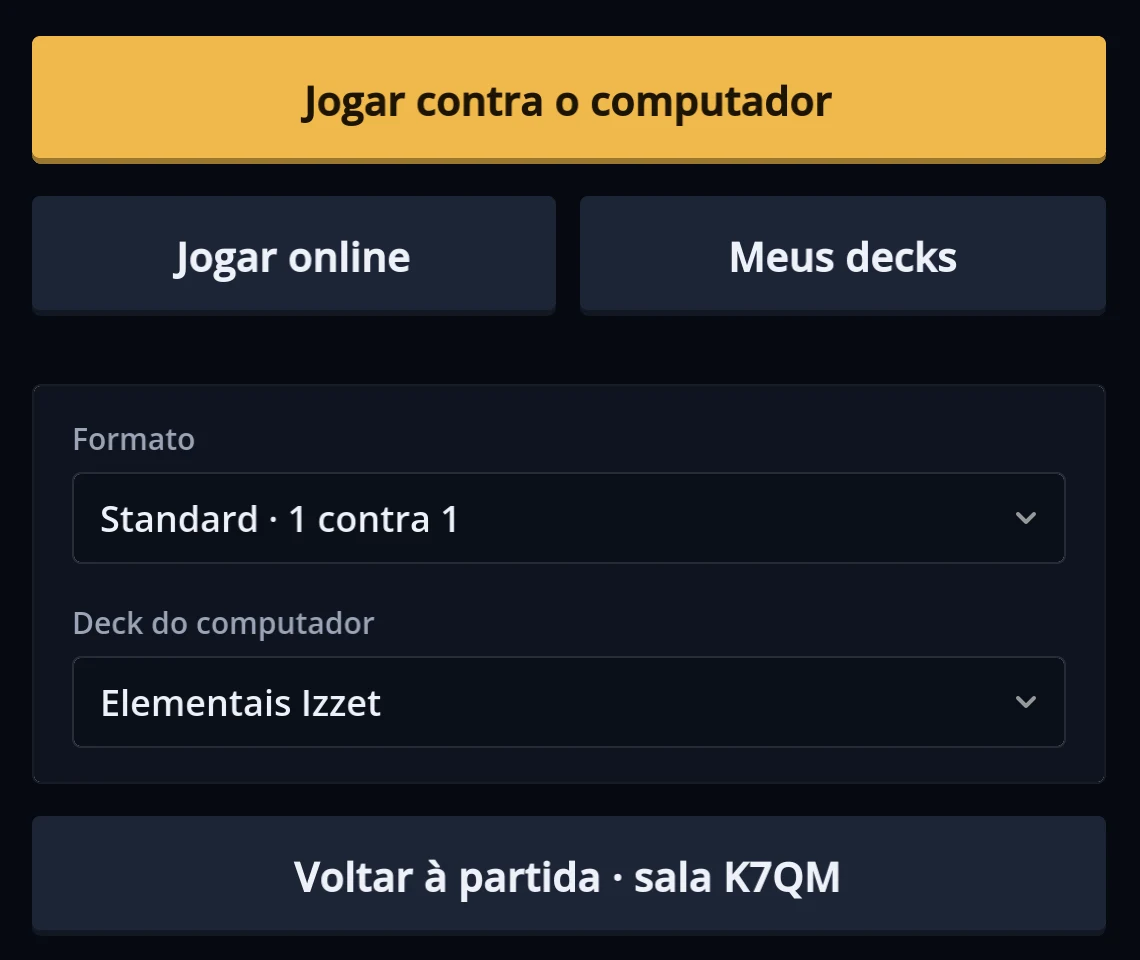 Jogar contra o computador
Jogar online
Meus decks
Formato
Standard · 1 contra 1
Deck do computador
Elementais Izzet
Voltar à partida · sala K7QM